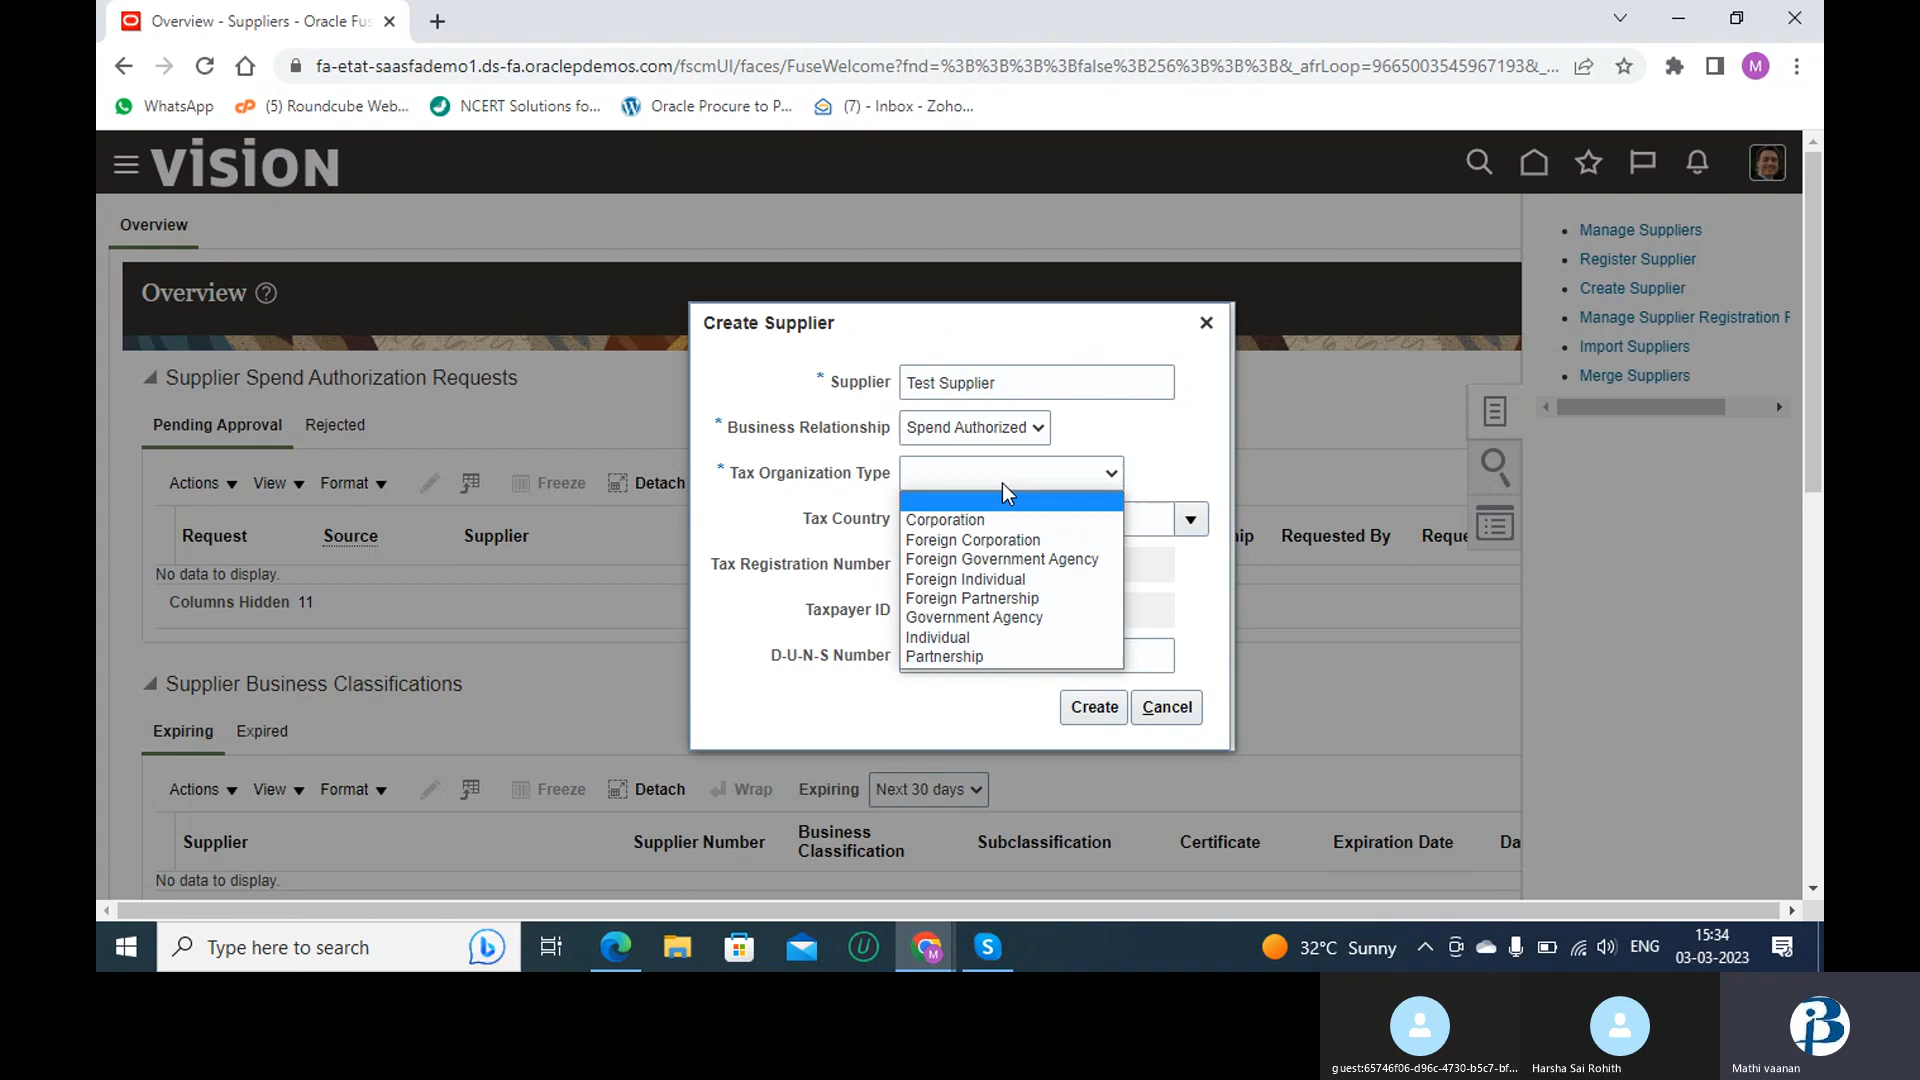 Overview - Suppliers - Oracle Fus
fa-etat-saasfademo1.ds-fa.oraclepdemos.com/fscmUI/faces/FuseWelcome?fnd=%3B%3B%3B%3Bfalse%3B256%3B%3B%3B&_afrLoop=9665003545967193&_...
M
WhatsApp
(5) Roundcube Web...
NCERT Solutions fo...
Oracle Procure to P...
(7) - Inbox - Zoho...
VISION
Overview
Overview
Supplier Spend Authorization Requests
Pending Approval Rejected
Actions View Format Freeze Detach
Request Source Supplier ip Requested By Reque
No data to display.
Columns Hidden 11
Supplier Business Classifications
Expiring Expired
Actions View Format Freeze Detach Wrap Expiring Next 30 days
Supplier Supplier Number Business Classification Subclassification Certificate Expiration Date Da
No data to display.
Create Supplier
* Supplier Test Supplier
* Business Relationship Spend Authorized
* Tax Organization Type
Corporation
Foreign Corporation
Foreign Government Agency
Foreign Individual
Foreign Partnership
Government Agency
Individual
Partnership
Tax Country
Tax Registration Number
Taxpayer ID
D-U-N-S Number
Create Cancel
Manage Suppliers
Register Supplier
Create Supplier
Manage Supplier Registration R
Import Suppliers
Merge Suppliers
Type here to search
32°C Sunny
ENG
15:34
03-03-2023
guest:65746f06-d96c-4730-b5c7-bf...
Harsha Sai Rohith
Mathi vaanan